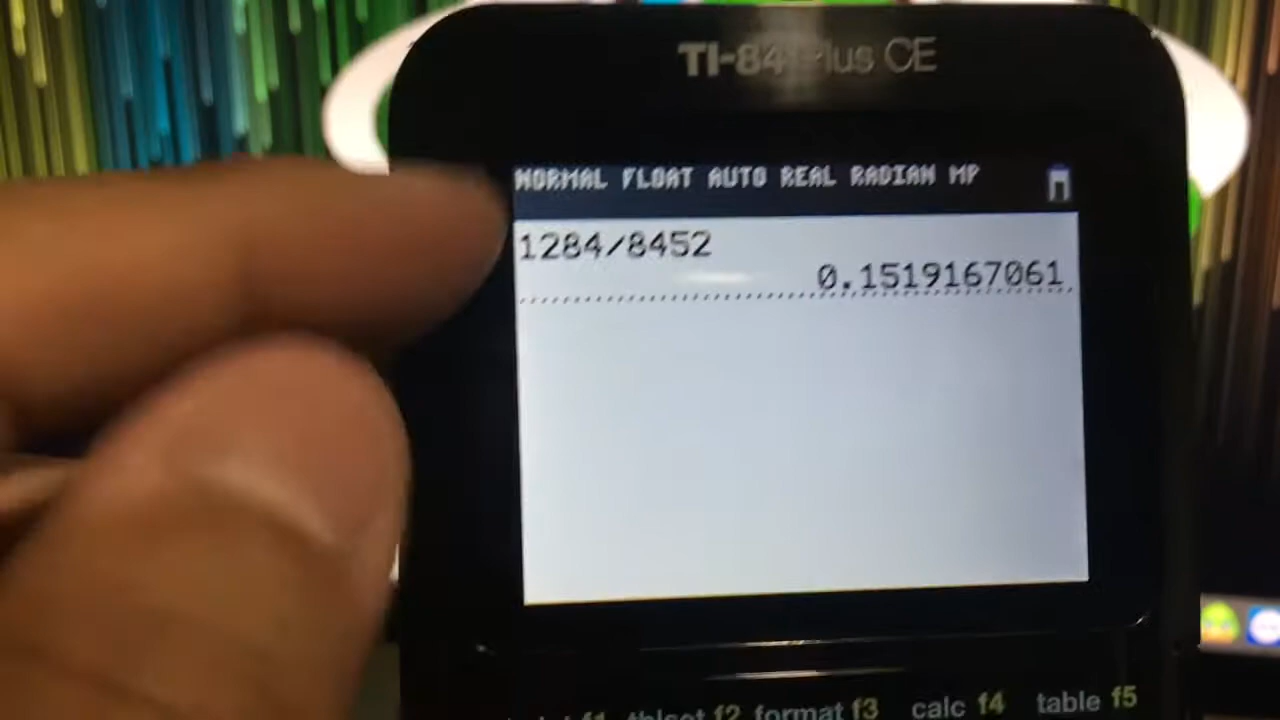 TI-84 Plus CE
NORMAL FLOAT AUTO REAL RADIAN MP
1284/8452
0.1519167061
f1 tblset f2 format f3 calc f4 table f5